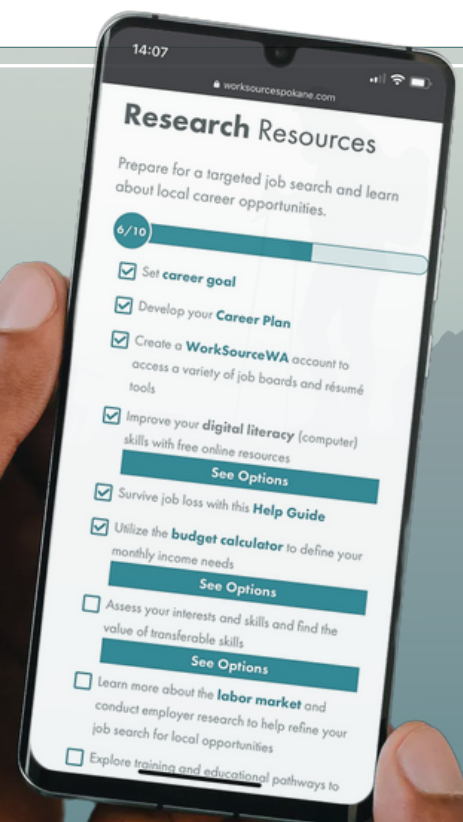 14:07
worksourcespokane.com
Research Resources
Prepare for a targeted job search and learn
about local career opportunities.
6/10
Set career goal
Develop your Career Plan
Create a WorkSourceWA account to
access a variety of job boards and résumé
tools
Improve your digital literacy (computer)
skills with free online resources
See Options
Survive job loss with this Help Guide
Utilize the budget calculator to define your
monthly income needs
See Options
Assess your interests and skills and find the
value of transferable skills
See Options
Learn more about the labor market and
conduct employer research to help refine your
job search for local opportunities
Explore training and educational pathways to